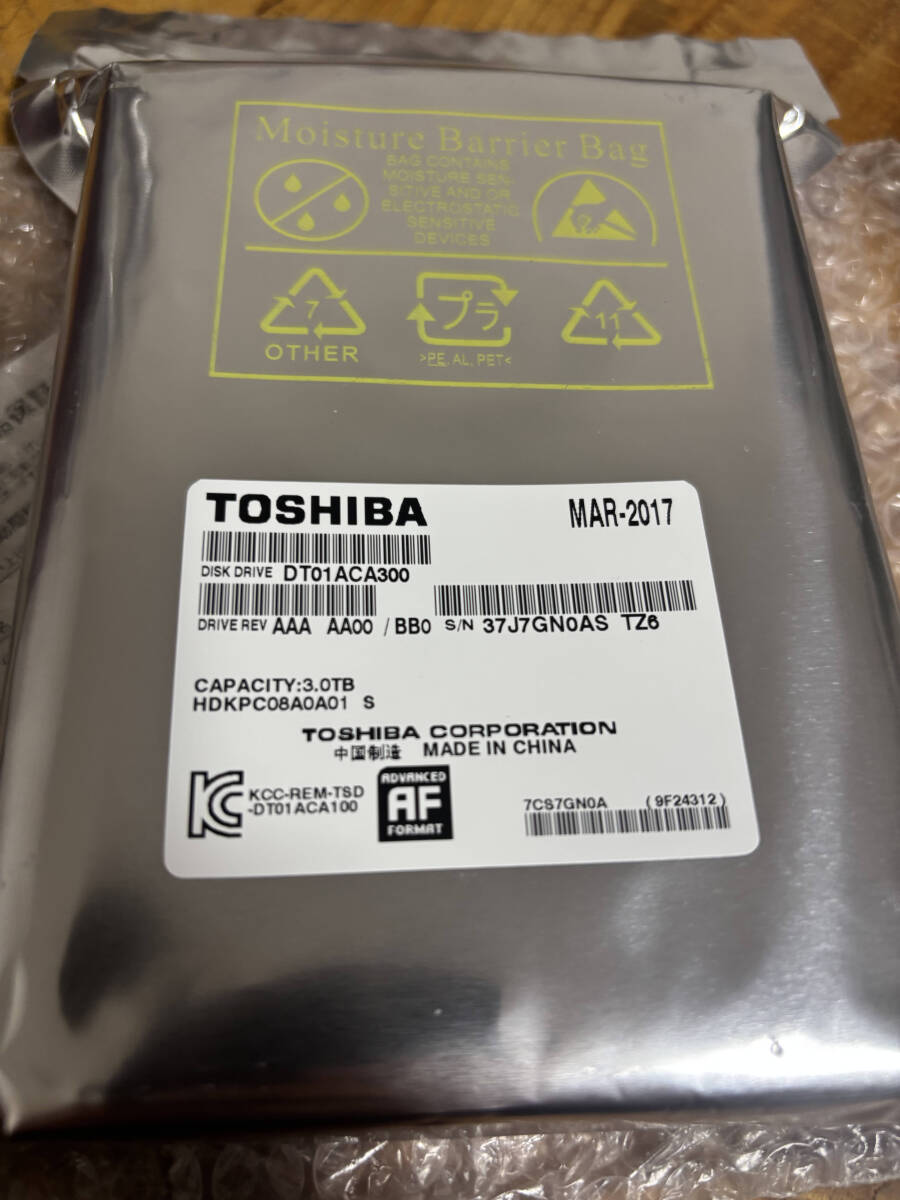 Moisture Barrier Bag
BAG CONTAINS
MOISTURE SEN-
SITIVE AND OR
ELECTROSTATIC
SENSITIVE
DEVICES
7
OTHER
プラ
>PE, AL, PET<
11
TOSHIBA
MAR-2017
DISK DRIVE DT01ACA300
DRIVE REV AAA AA00 / BB0 S/N 37J7GN0AS TZ6
CAPACITY:3.0TB
HDKPC08A0A01 S
TOSHIBA CORPORATION
中国制造 MADE IN CHINA
KCC-REM-TSD
-DT01ACA100
ADVANCED
AF
FORMAT
7CS7GN0A (9F24312)